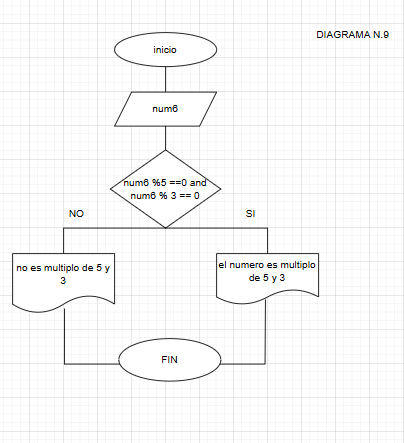 DIAGRAMA N.9
inicio
num6
num6 %5 ==0 and
num6 % 3 == 0
NO
SI
no es multiplo de 5 y
3
el numero es multiplo
de 5 y 3
FIN